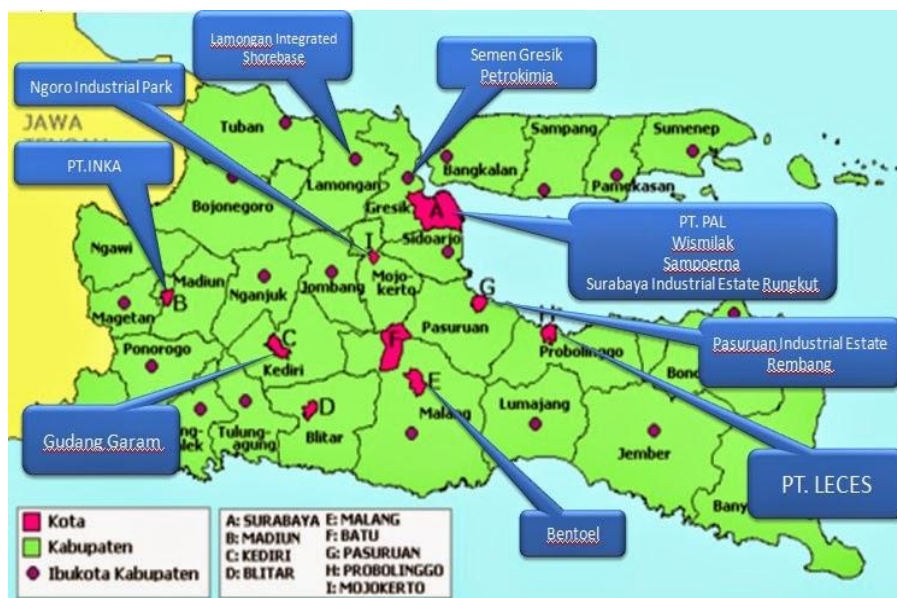 Lamongan Integrated
Shorebase
Semen Gresik
Petrokimia
Ngoro Industrial Park
JAWA
PT.INKA
Tuban
Lamongan
Bojonegoro
Gresik
A
Bangkalan
Sampang
Pamekasan
Sumenep
PT. PAL
Wismilak
Sampoerna
Surabaya Industrial Estate Rungkut
Ngawi
Madiun
B
Magetan
Nganjuk
Jombang
I
Mojo-
kerto
Sidoarjo
G
Pasuruan
H
Probolinggo
Pasuruan Industrial Estate
Rembang
Ponorogo
C
Kediri
F
E
Malang
Lumajang
Jember
D
Blitar
Tulung-
agung
Gudang Garam
Bentoel
PT. LECES
Kota
Kabupaten
Ibukota Kabupaten
A: SURABAYA E: MALANG
B: MADIUN F: BATU
C: KEDIRI G: PASURUAN
D: BLITAR H: PROBOLINGGO
I: MOJOKERTO